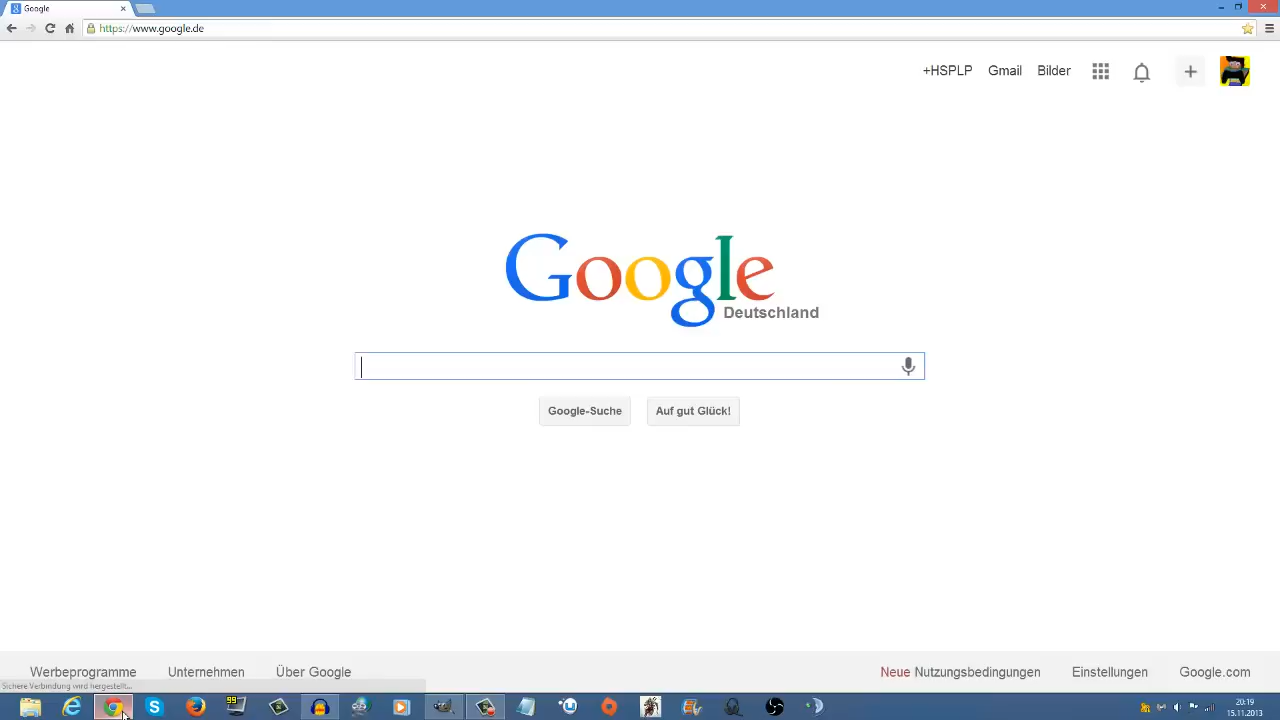 Google
https://www.google.de
+HSPLP Gmail Bilder
Google
Deutschland
Google-Suche Auf gut Glück!
Werbeprogramme Unternehmen Über Google Neue Nutzungsbedingungen Einstellungen Google.com
Sichere Verbindung wird hergestellt...
99
20:19
15.11.2013